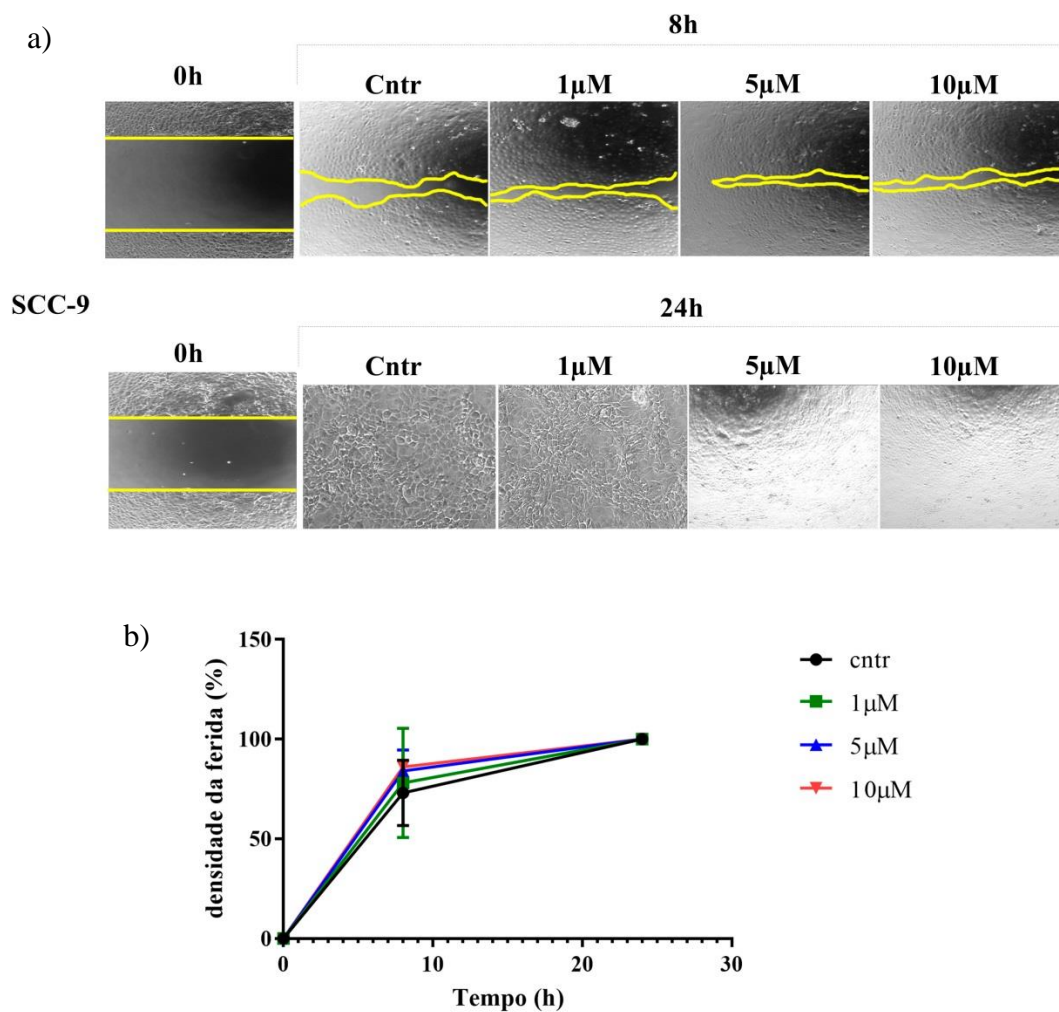 a)
8h
0h
Cntr 1µM 5µM 10µM
SCC-9
24h
0h
Cntr 1µM 5µM 10µM
b)
densidade da ferida (%)
150
100
50
0
0 10 20 30
Tempo (h)
cntr
1µM
5µM
10µM